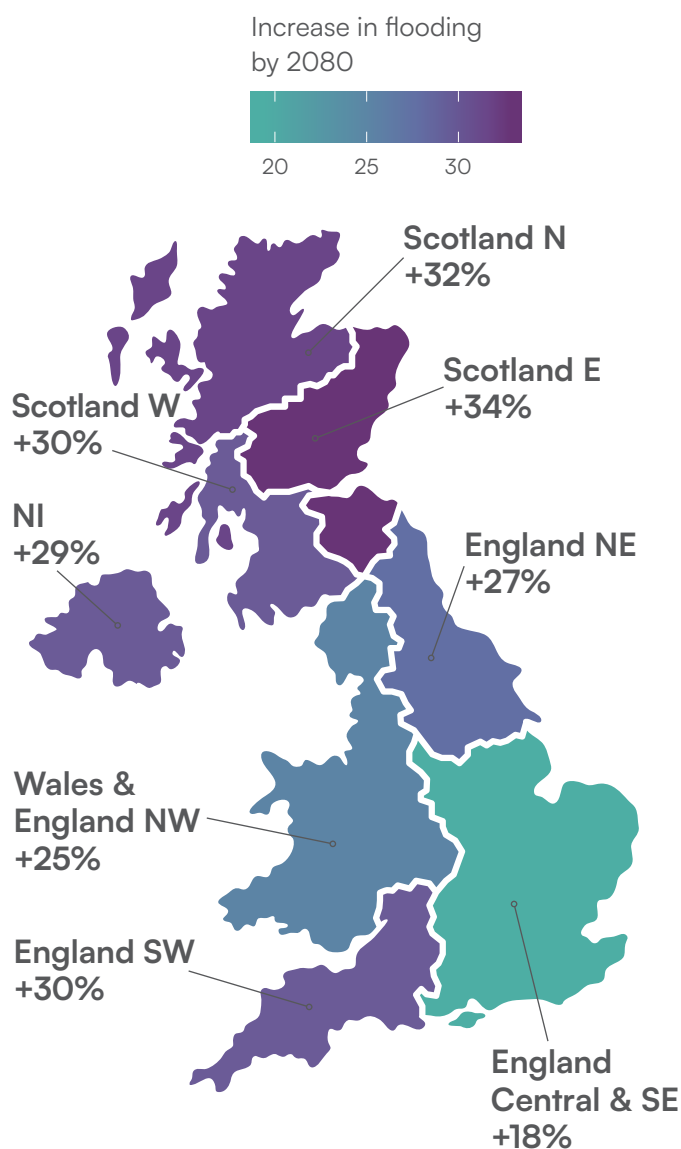 Increase in flooding
by 2080
20 25 30
Scotland N
+32%
Scotland E
+34%
Scotland W
+30%
NI
+29%
England NE
+27%
Wales &
England NW
+25%
England SW
+30%
England
Central & SE
+18%